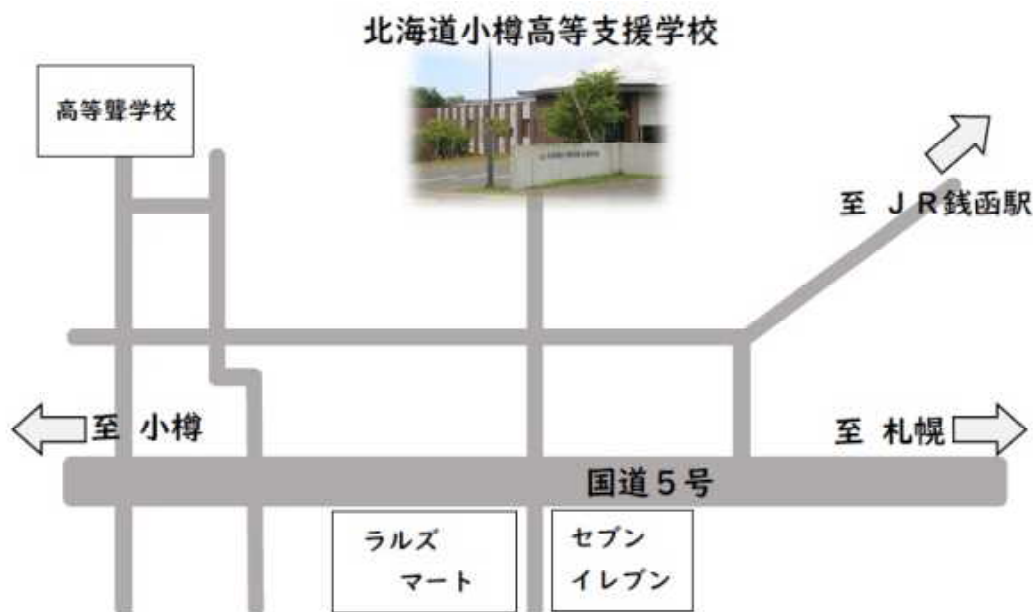 北海道小樽高等支援学校
高等聾学校
至 JR銭函駅
至 小樽
至 札幌
国道5号
ラルズ
マート
セブン
イレブン